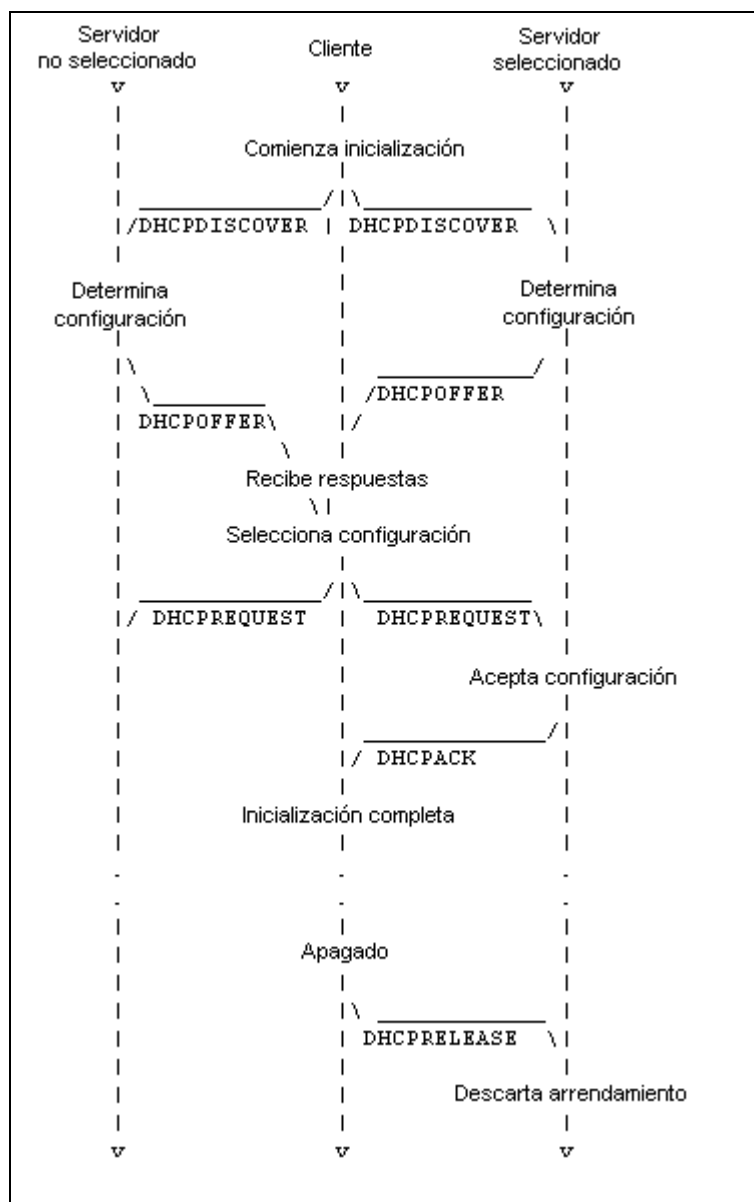 Servidor
no seleccionado
Cliente
Servidor
seleccionado
v v v
Comienza inicialización
/DHCPDISCOVER | DHCPDISCOVER \
Determina
configuración
Determina
configuración
/DHCPOFFER
DHCPOFFER\
Recibe respuestas
Selecciona configuración
/ DHCPREQUEST
DHCPREQUEST\
Acepta configuración
/ DHCPACK
Inicialización completa
Apagado
DHCPRELEASE \
Descarta arrendamiento
v v v